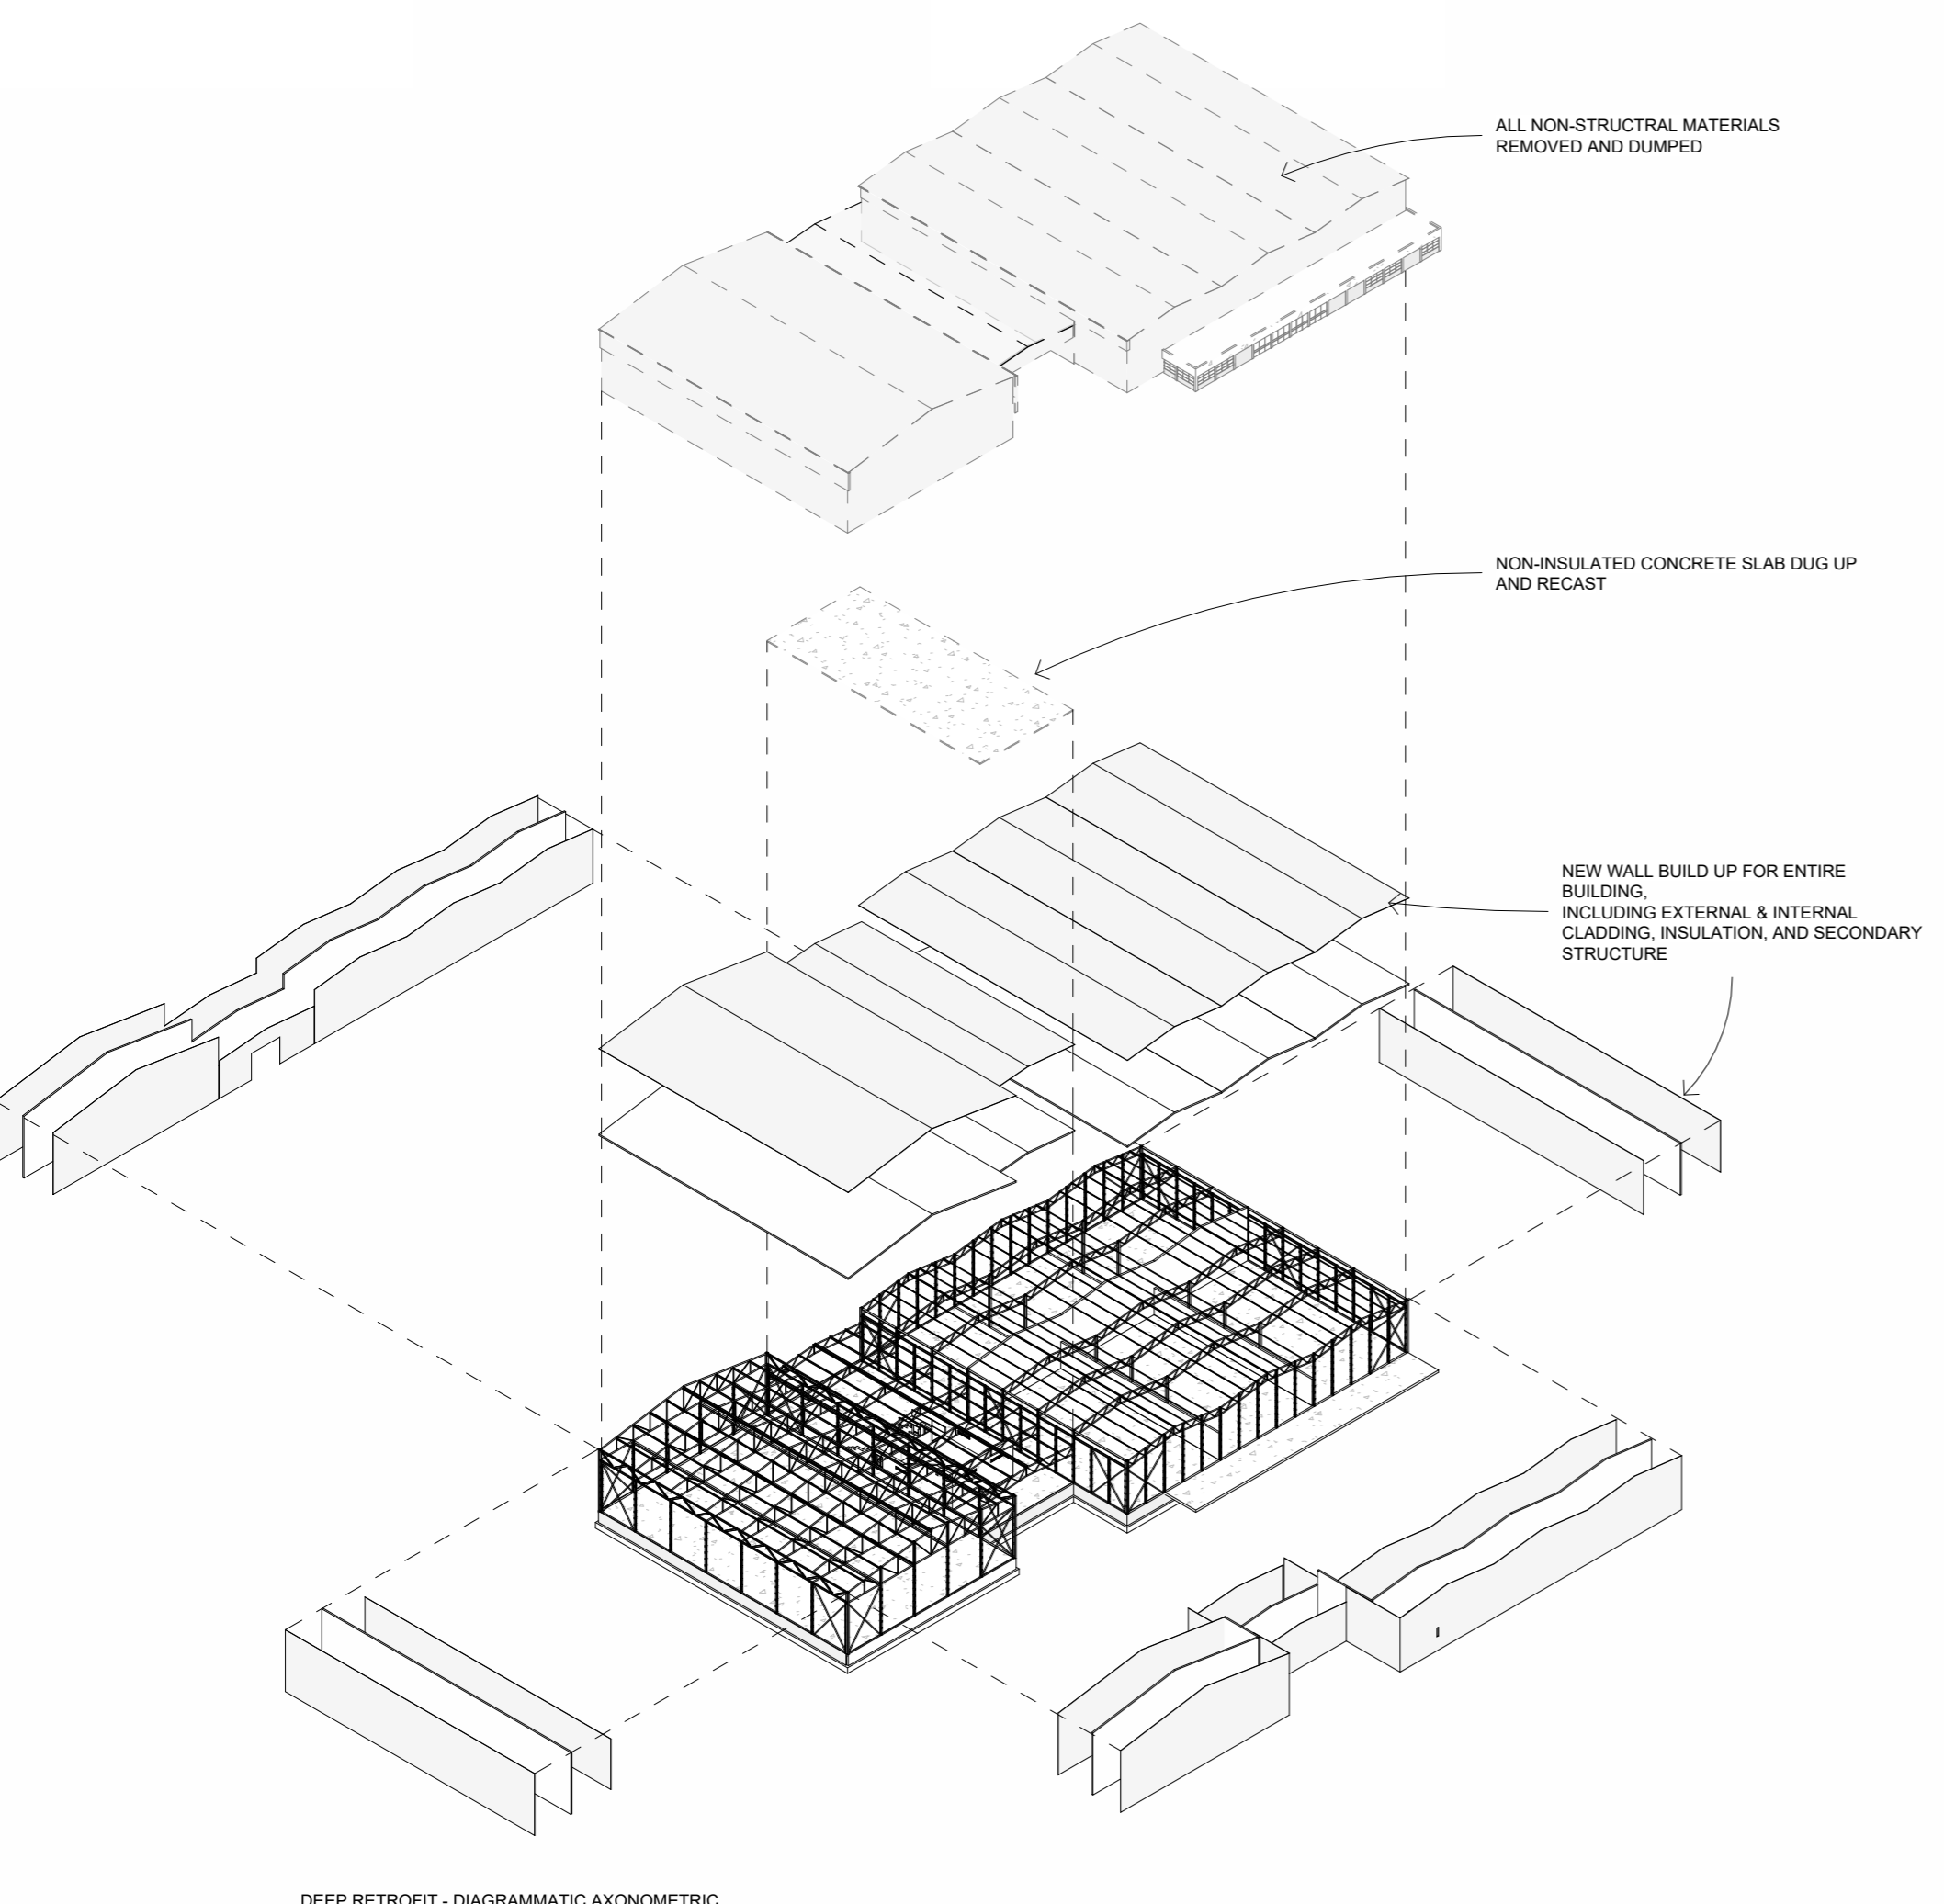 ALL NON-STRUCTRAL MATERIALS
REMOVED AND DUMPED
NON-INSULATED CONCRETE SLAB DUG UP
AND RECAST
NEW WALL BUILD UP FOR ENTIRE
BUILDING,
INCLUDING EXTERNAL & INTERNAL
CLADDING, INSULATION, AND SECONDARY
STRUCTURE
DEEP RETROFIT - DIAGRAMMATIC AXONOMETRIC